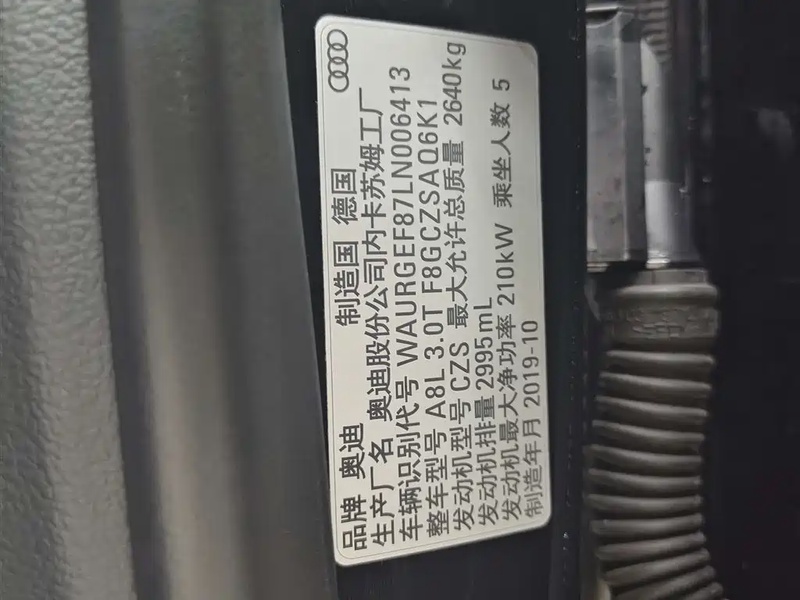 品牌 奥迪 制造国 德国
生产厂名 奥迪股份公司内卡苏姆工厂
车辆识别代号 WAURGEF87LN006413
整车型号 A8L 3.0T F8GCZSAQ6K1
发动机型号 CZS 最大允许总质量 2640kg
发动机排量 2995mL
发动机最大净功率 210kW 乘坐人数 5
制造年月 2019-10